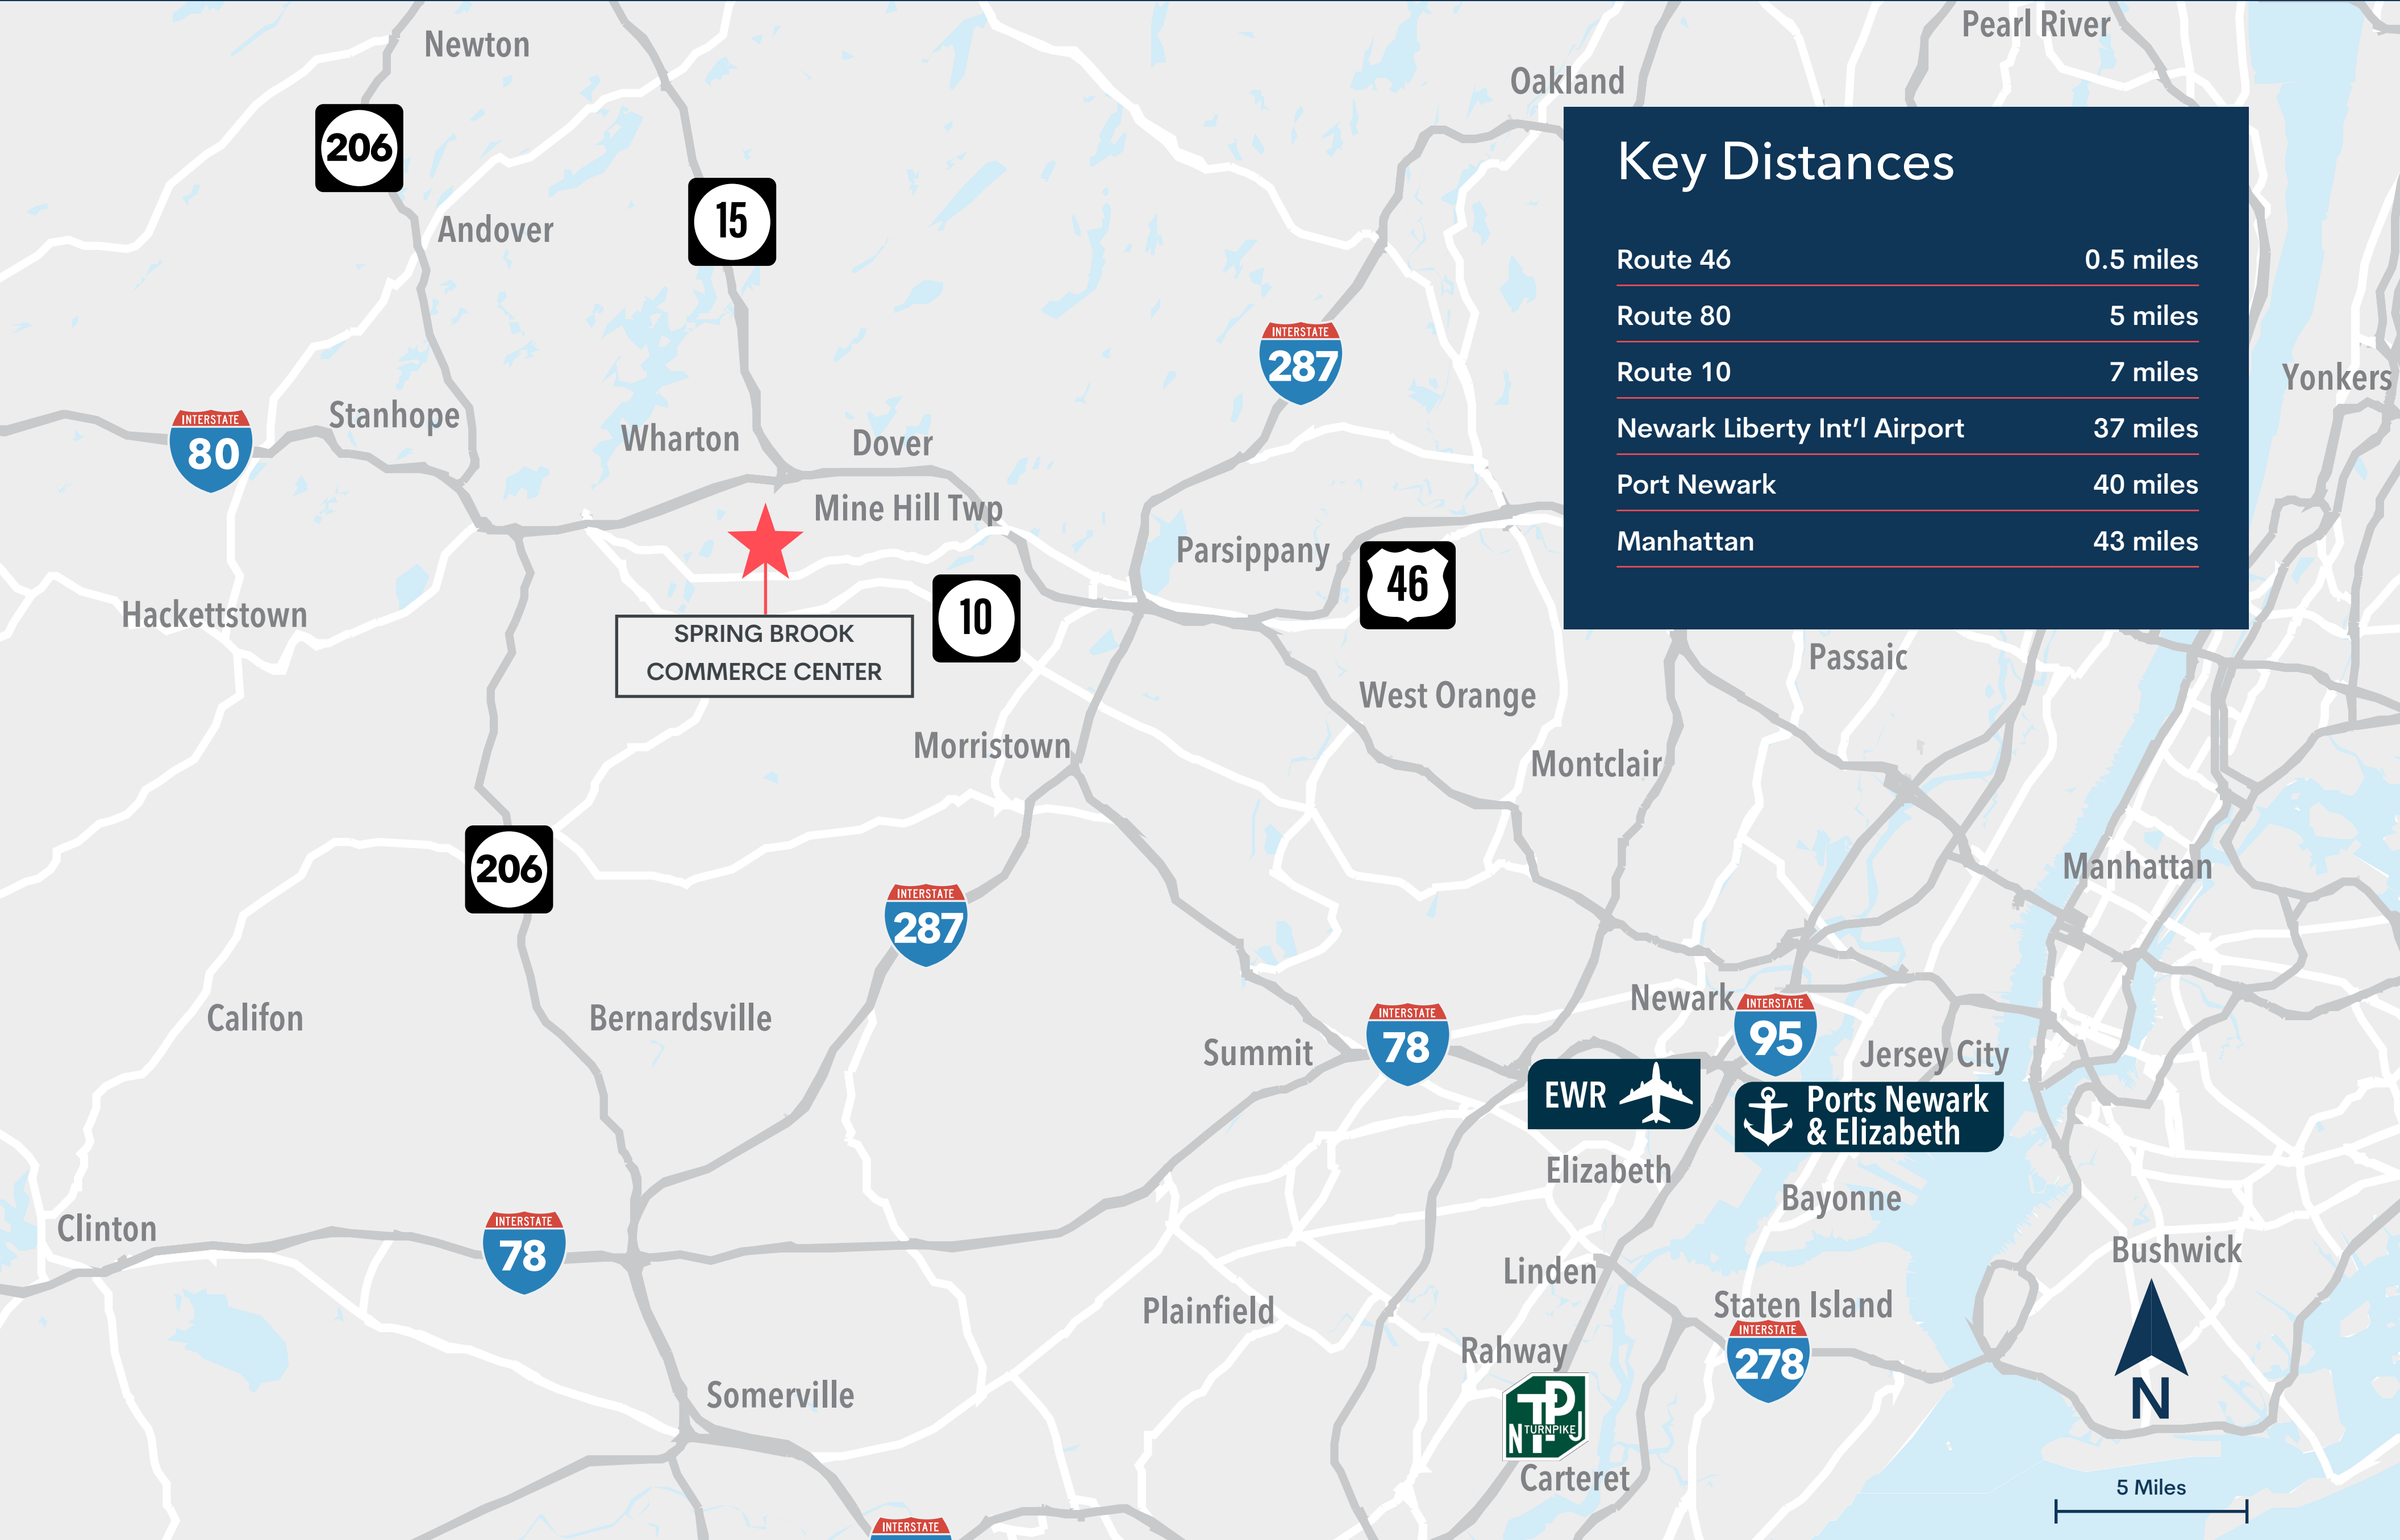 Pearl River
Newton
Oakland
206
Key Distances
15
Andover
Route 46 0.5 miles
Route 80 5 miles
INTERSTATE
287
Route 10 7 miles
Yonkers
Stanhope
INTERSTATE
80
Wharton
Dover
Newark Liberty Int'l Airport 37 miles
Port Newark 40 miles
Mine Hill Twp
Manhattan 43 miles
Parsippany
46
Hackettstown
10
SPRING BROOK
COMMERCE CENTER
Passaic
West Orange
Morristown
Montclair
206
Manhattan
INTERSTATE
287
Newark
INTERSTATE
95
Califon
Bernardsville
INTERSTATE
78
Summit
Jersey City
EWR
Ports Newark
& Elizabeth
Elizabeth
Bayonne
Clinton
INTERSTATE
78
Bushwick
Linden
Staten Island
Plainfield
INTERSTATE
278
Rahway
Somerville
N TP J
TURNPIKE
N
Carteret
5 Miles
INTERSTATE